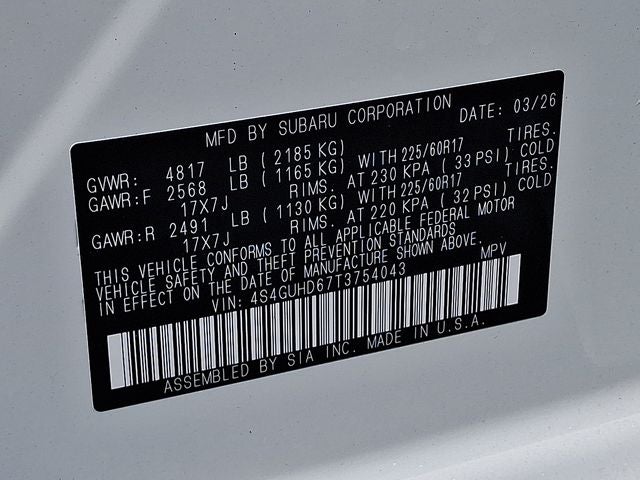 MFD BY SUBARU CORPORATION DATE: 03/26
GVWR: 4817 LB (2185 KG)
GAWR:F 2568 LB (1165 KG) WITH 225/60R17 TIRES.
17X7J RIMS. AT 230 KPA (33 PSI) COLD
GAWR:R 2491 LB (1130 KG) WITH 225/60R17 TIRES.
17X7J RIMS. AT 220 KPA (32 PSI) COLD
THIS VEHICLE CONFORMS TO ALL APPLICABLE FEDERAL MOTOR
VEHICLE SAFETY AND THEFT PREVENTION STANDARDS
IN EFFECT ON THE DATE OF MANUFACTURE SHOWN ABOVE.
VIN: 4S4GUHD67T3754043 MPV
ASSEMBLED BY SIA INC. MADE IN U.S.A.